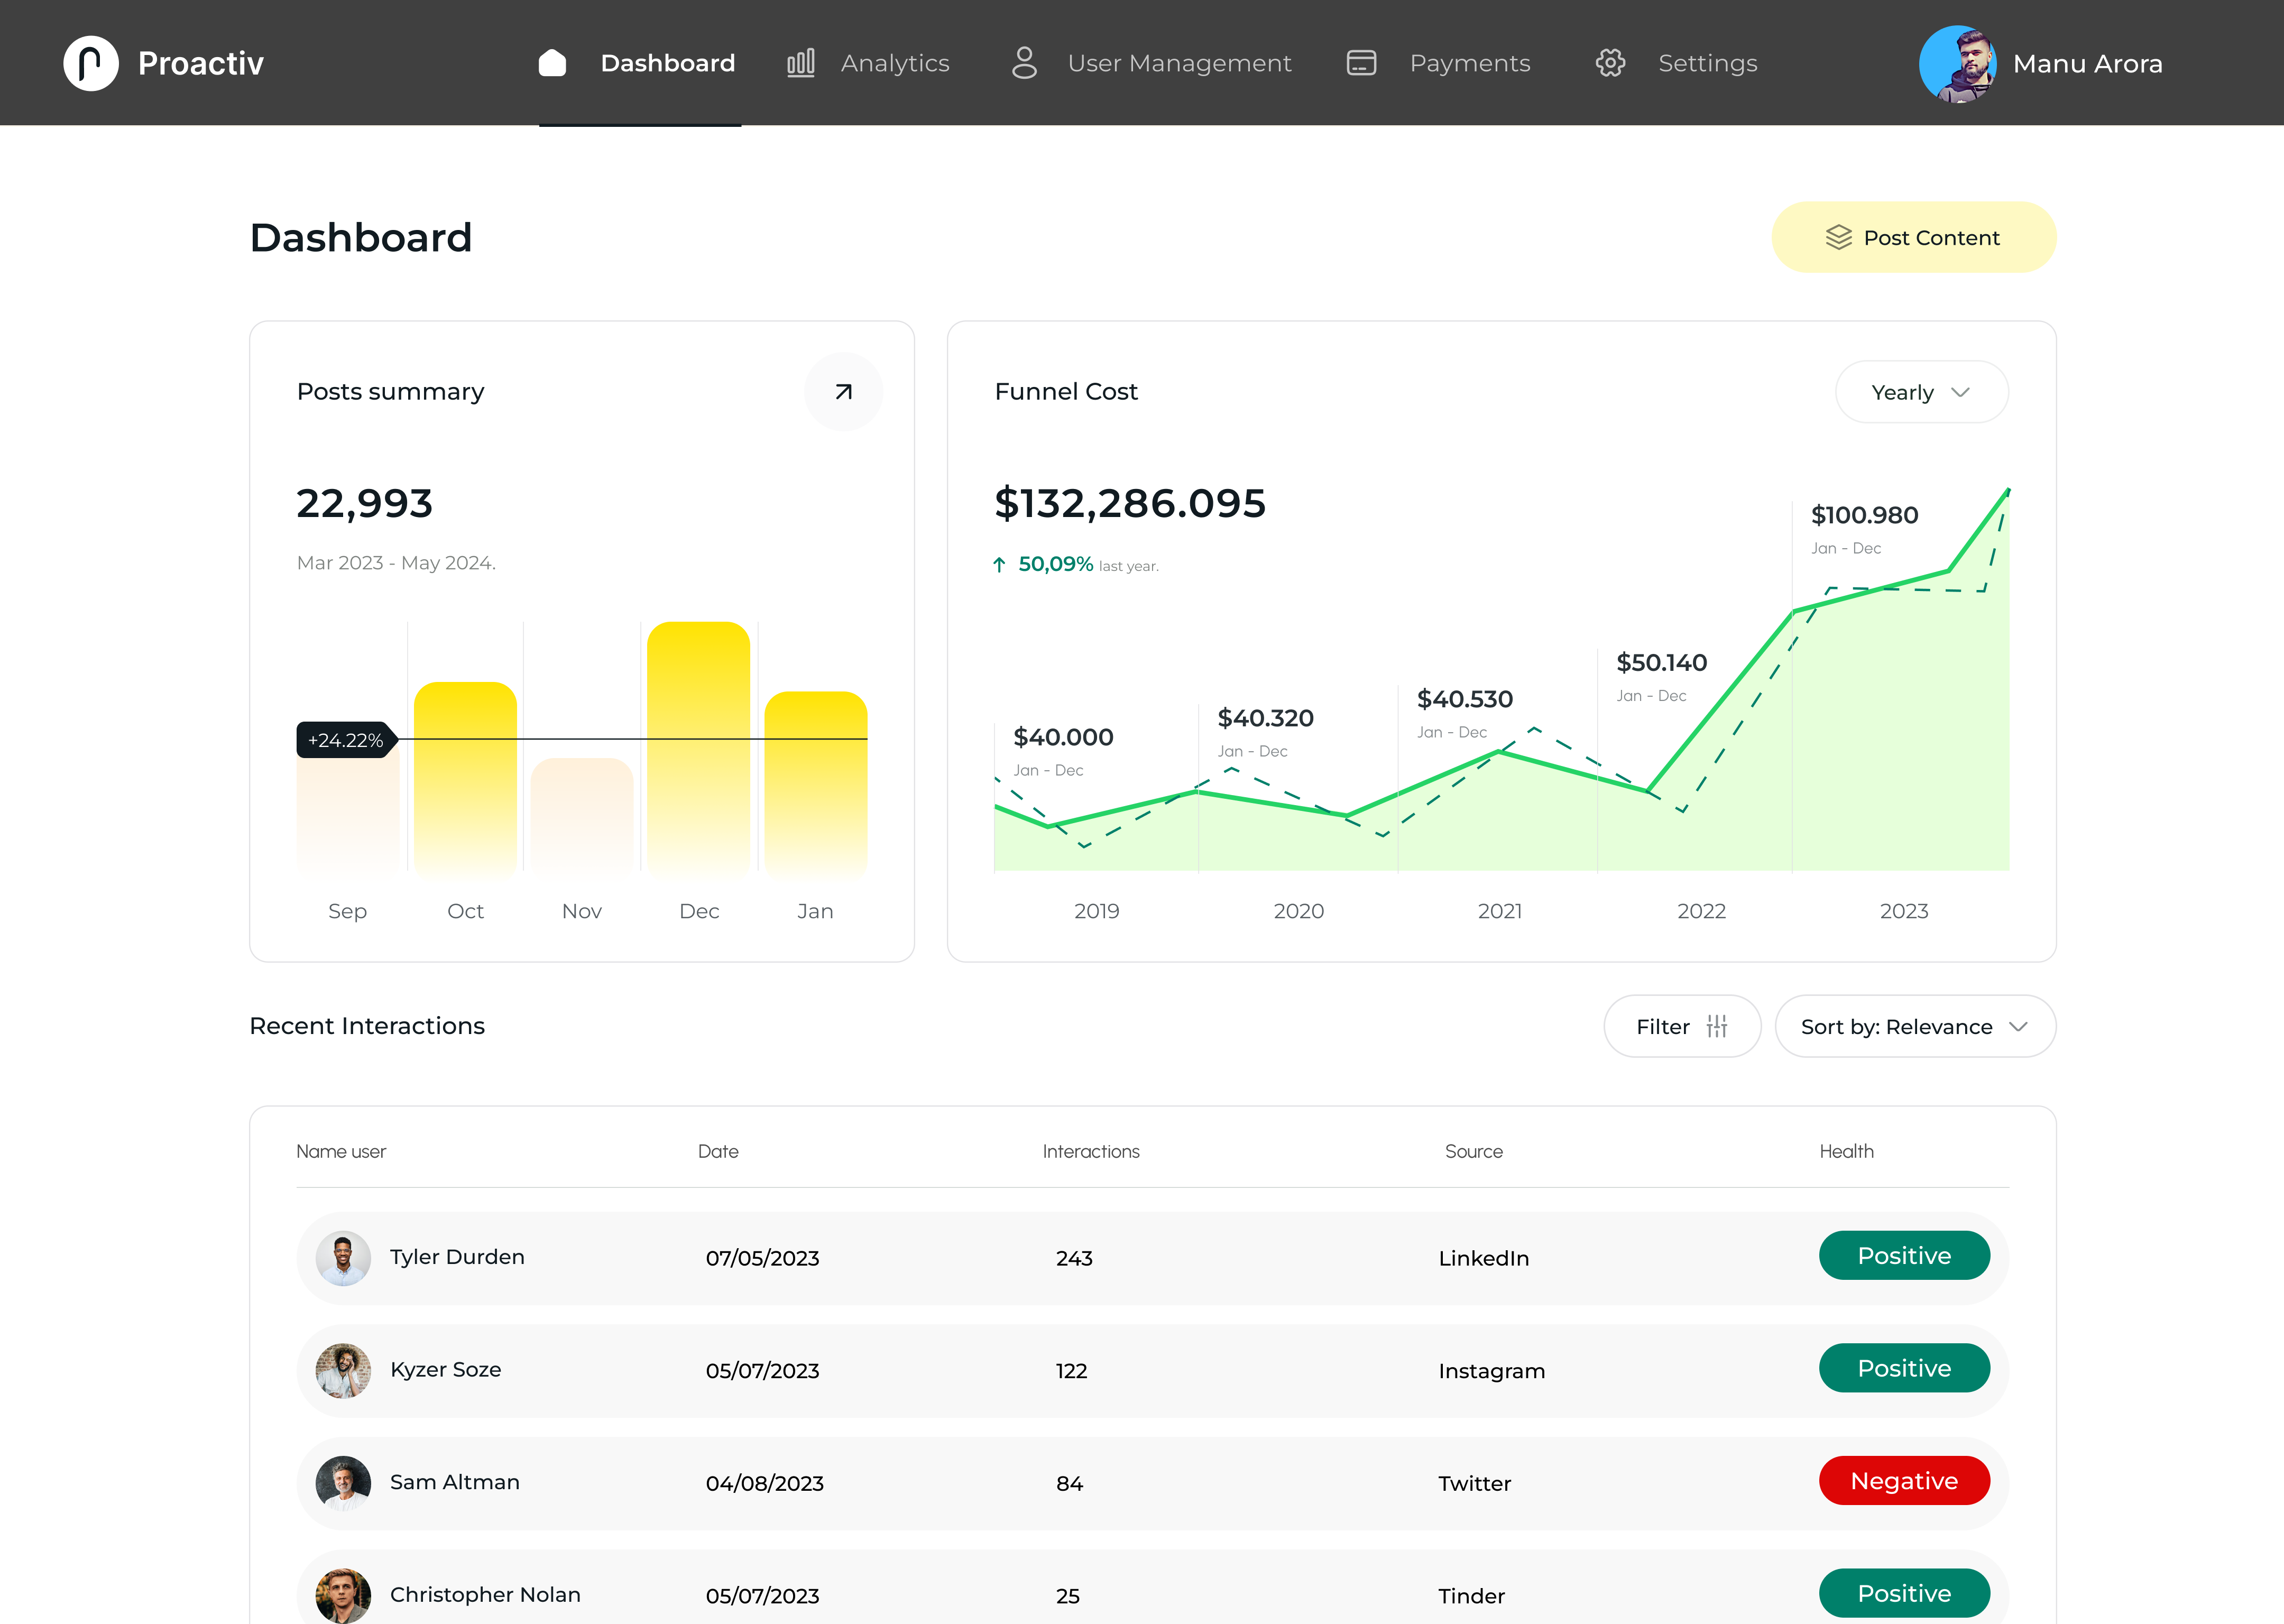 Proactiv
Dashboard
Analytics
User Management
Payments
Settings
Manu Arora
Dashboard
Post Content
Posts summary
22,993
Mar 2023 - May 2024.
+24.22%
Sep Oct Nov Dec Jan
Funnel Cost
Yearly
$132,286.095
50,09% last year.
$40.000
Jan - Dec
$40.320
Jan - Dec
$40.530
Jan - Dec
$50.140
Jan - Dec
$100.980
Jan - Dec
2019 2020 2021 2022 2023
Recent Interactions
Filter
Sort by: Relevance
Name user Date Interactions Source Health
Tyler Durden 07/05/2023 243 LinkedIn Positive
Kyzer Soze 05/07/2023 122 Instagram Positive
Sam Altman 04/08/2023 84 Twitter Negative
Christopher Nolan 05/07/2023 25 Tinder Positive